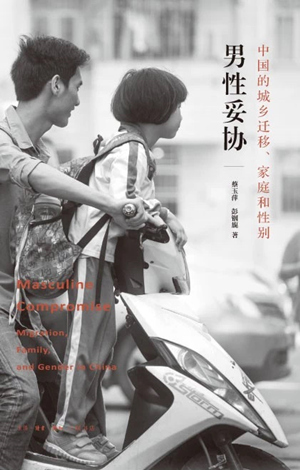 中国的城乡迁移、家庭和性别
男性妥协
蔡玉萍 彭铟旎 著
Masculine
Compromise
Migration,
Family,
and Gender in China